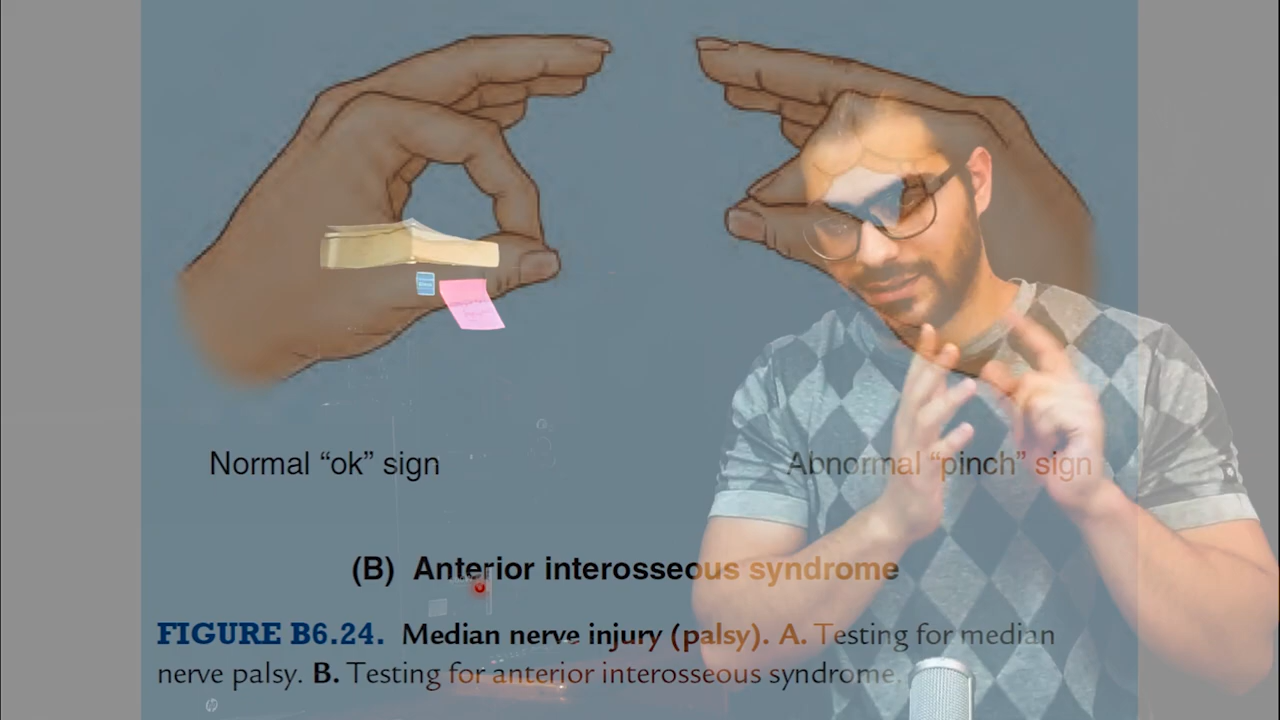 Normal “ok” sign
Abnormal “pinch” sign
(B) Anterior interosseous syndrome
FIGURE B6.24. Median nerve injury (palsy). A. Testing for median
nerve palsy. B. Testing for anterior interosseous syndrome.
hp